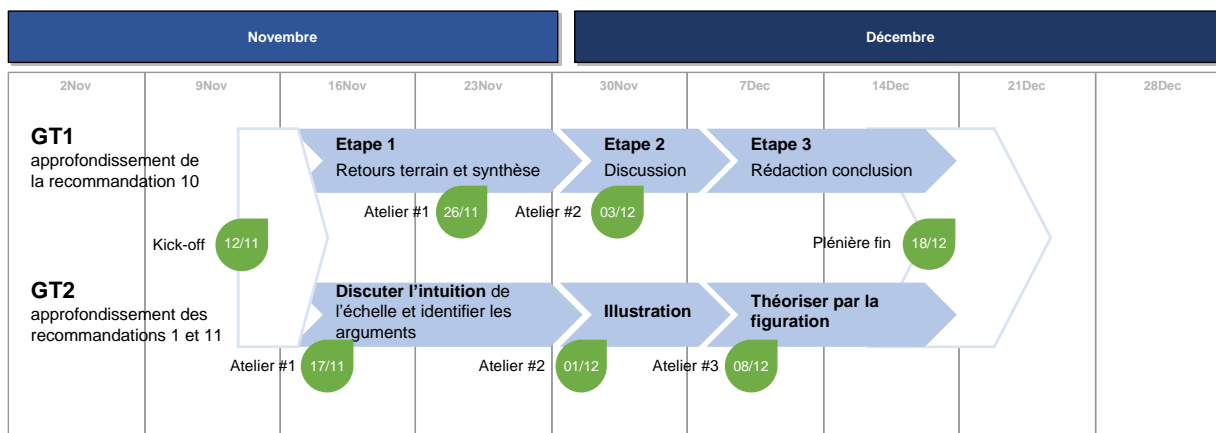 Novembre
Décembre
2Nov
9Nov
16Nov
23Nov
30Nov
7Dec
14Dec
21Dec
28Dec
GT1
approfondissement de
la recommandation 10
Etape 1
Retours terrain et synthèse
Etape 2
Discussion
Etape 3
Rédaction conclusion
Atelier #1
26/11
Atelier #2
03/12
Kick-off
12/11
Plénière fin
18/12
GT2
approfondissement des
recommandations 1 et 11
Discuter l’intuition de
l’échelle et identifier les
arguments
Illustration
Théoriser par la
figuration
Atelier #1
17/11
Atelier #2
01/12
Atelier #3
08/12